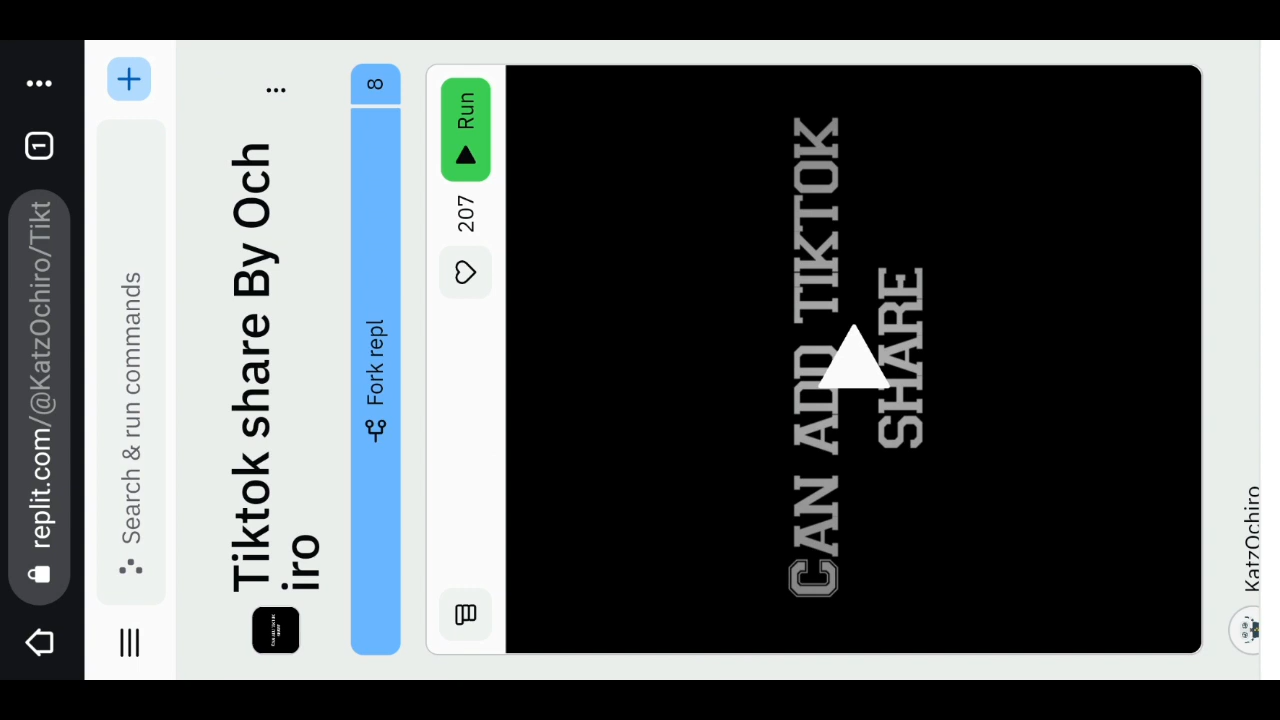 1
replit.com/@KatzOchiro/Tikt
Search & run commands
Tiktok share By Och
iro
Fork repl
8
207
Run
CAN ADD TIKTOK
SHARE
KatzOchiro